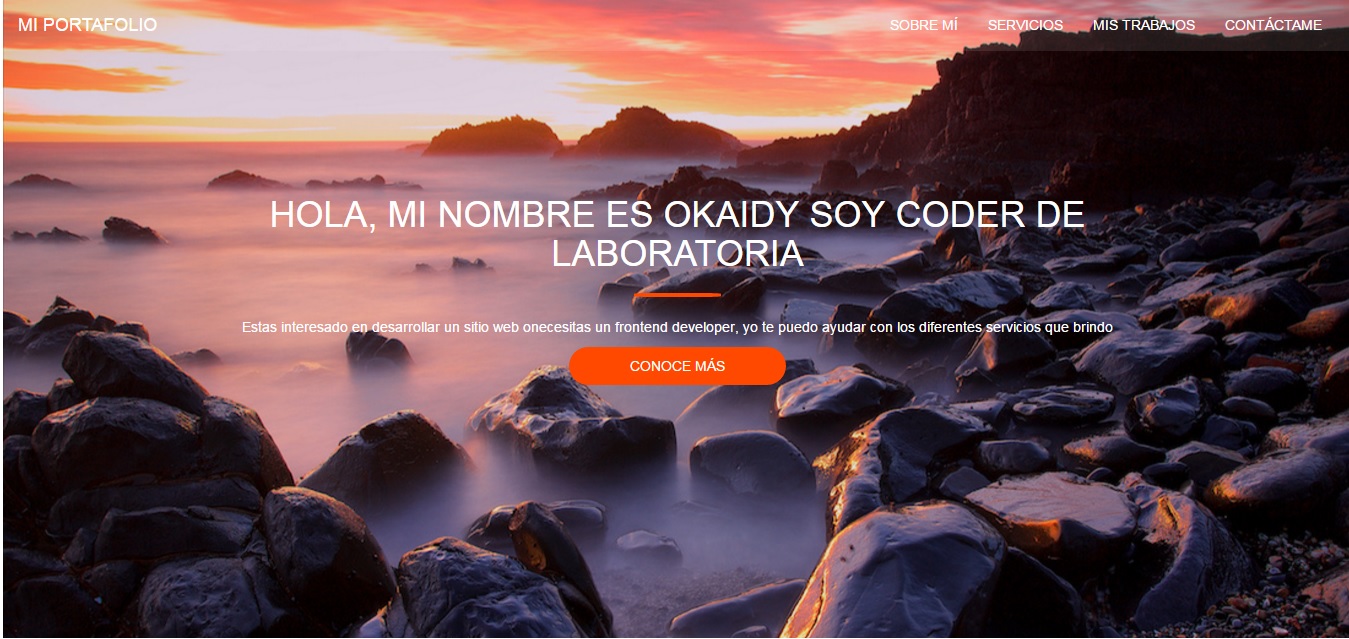 MI PORTAFOLIO
SOBRE MÍ SERVICIOS MIS TRABAJOS CONTÁCTAME
HOLA, MI NOMBRE ES OKAIDY SOY CODER DE
LABORATORIA
Estas interesado en desarrollar un sitio web onecesitas un frontend developer, yo te puedo ayudar con los diferentes servicios que brindo
CONOCE MÁS